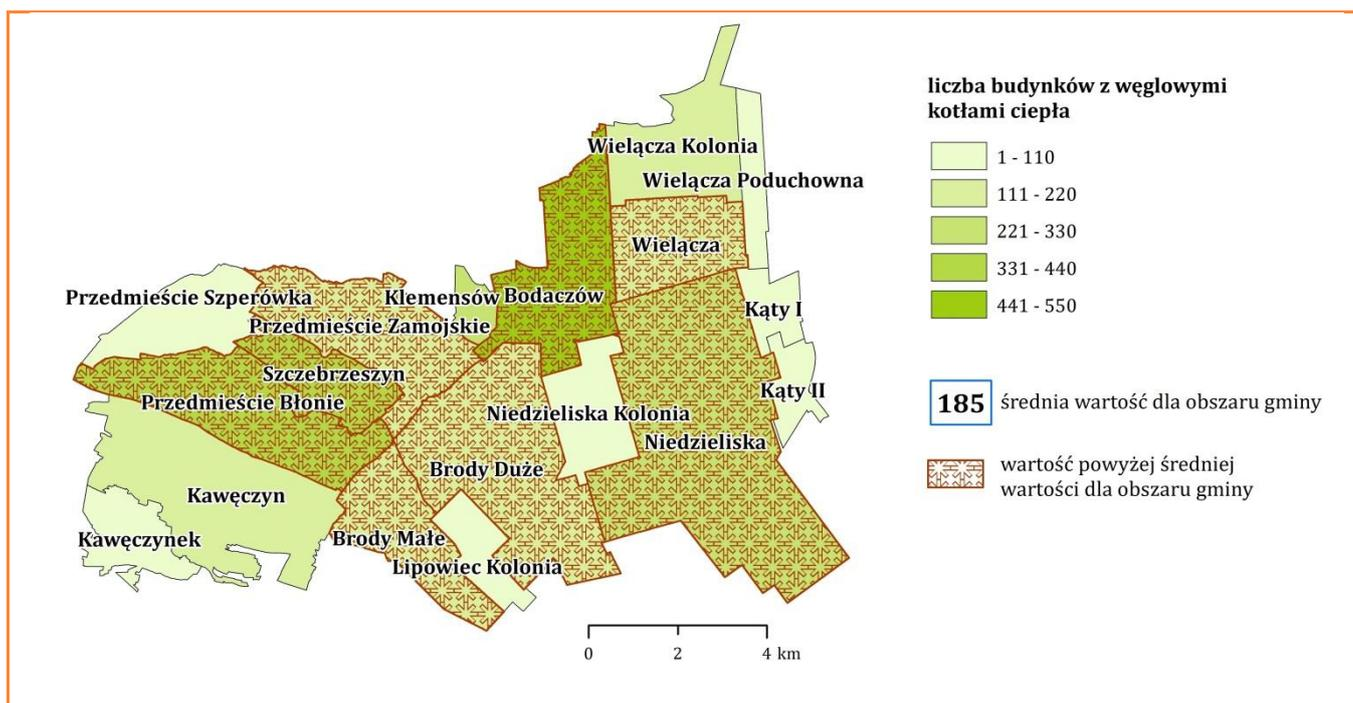 liczba budynków z węglowymi
kotłami ciepła
1 - 110
111 - 220
221 - 330
331 - 440
441 - 550
185 średnia wartość dla obszaru gminy
wartość powyżej średniej
wartości dla obszaru gminy
Wielącza Kolonia
Wielącza Poduchowna
Wielącza
Przedmieście Szperówka
Klemensów
Bodaczów
Kąty I
Przedmieście Zamojskie
Szczebrzeszyn
Kąty II
Przedmieście Błonie
Niedzieliska Kolonia
Niedzieliska
Brody Duże
Kawęczyn
Kawęczynek
Brody Małe
Lipowiec Kolonia
0 2 4 km